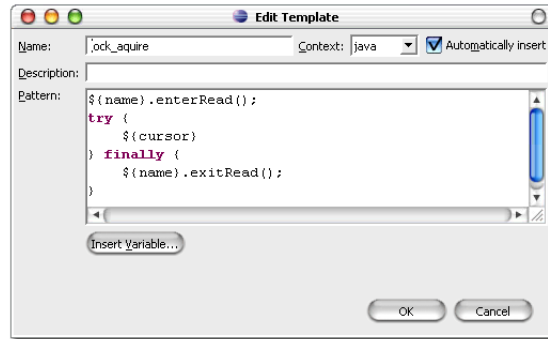 Edit Template
Name: ock_aquire Context: java Automatically insert
Description:
Pattern:
${name}.enterRead();
try {
${cursor}
} finally {
${name}.exitRead();
}
Insert Variable...
OK Cancel